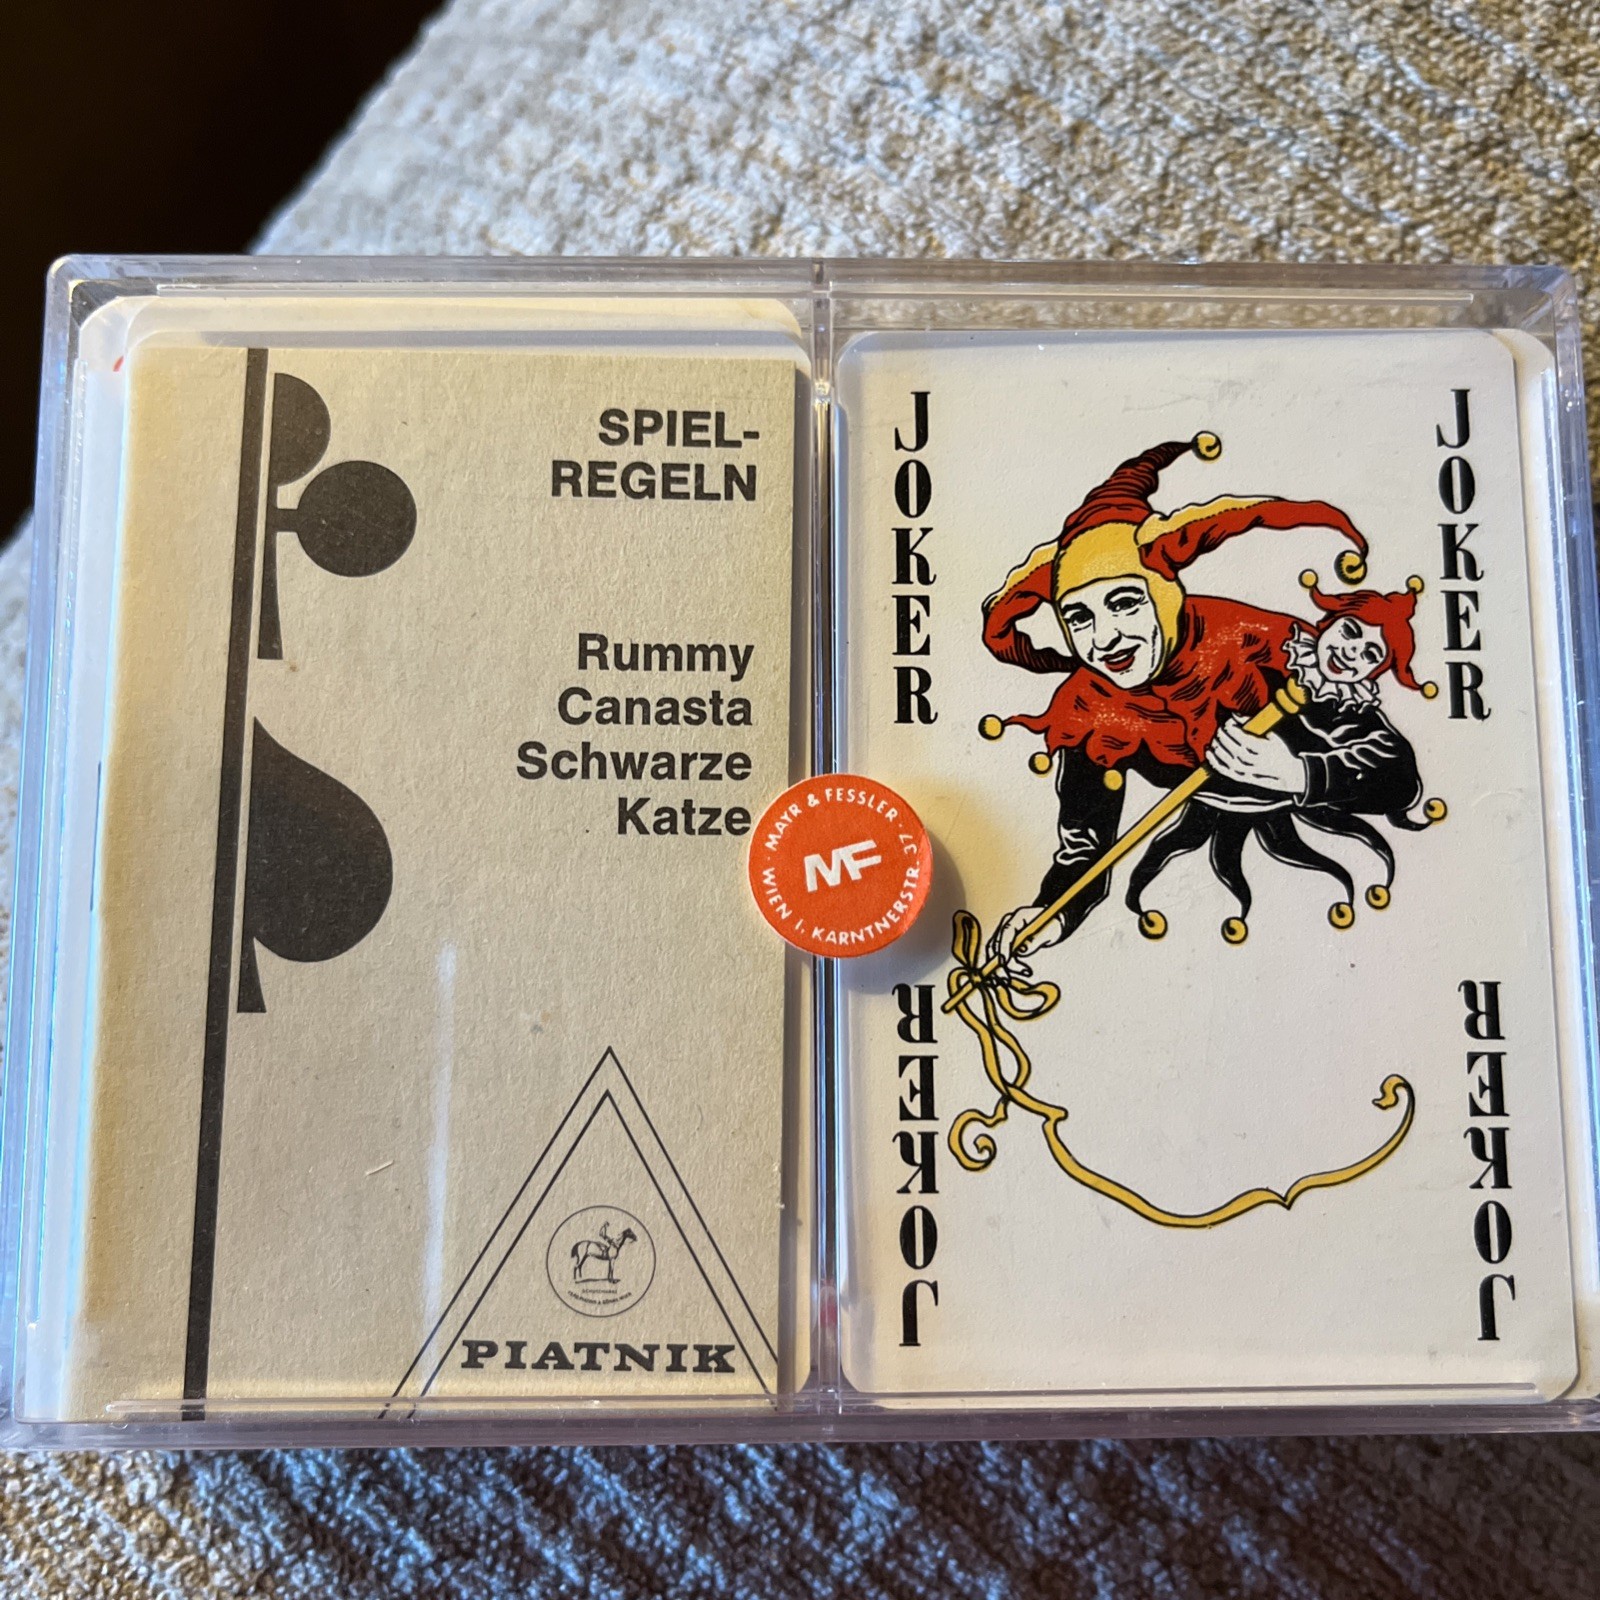 SPIEL-
REGELN
Rummy
Canasta
Schwarze
Katze
PIATNIK
MAYR & FESSLER · 37
MF
WIEN I. KARNTNERSTR.
JOKER
JOKER
JOKER
JOKER